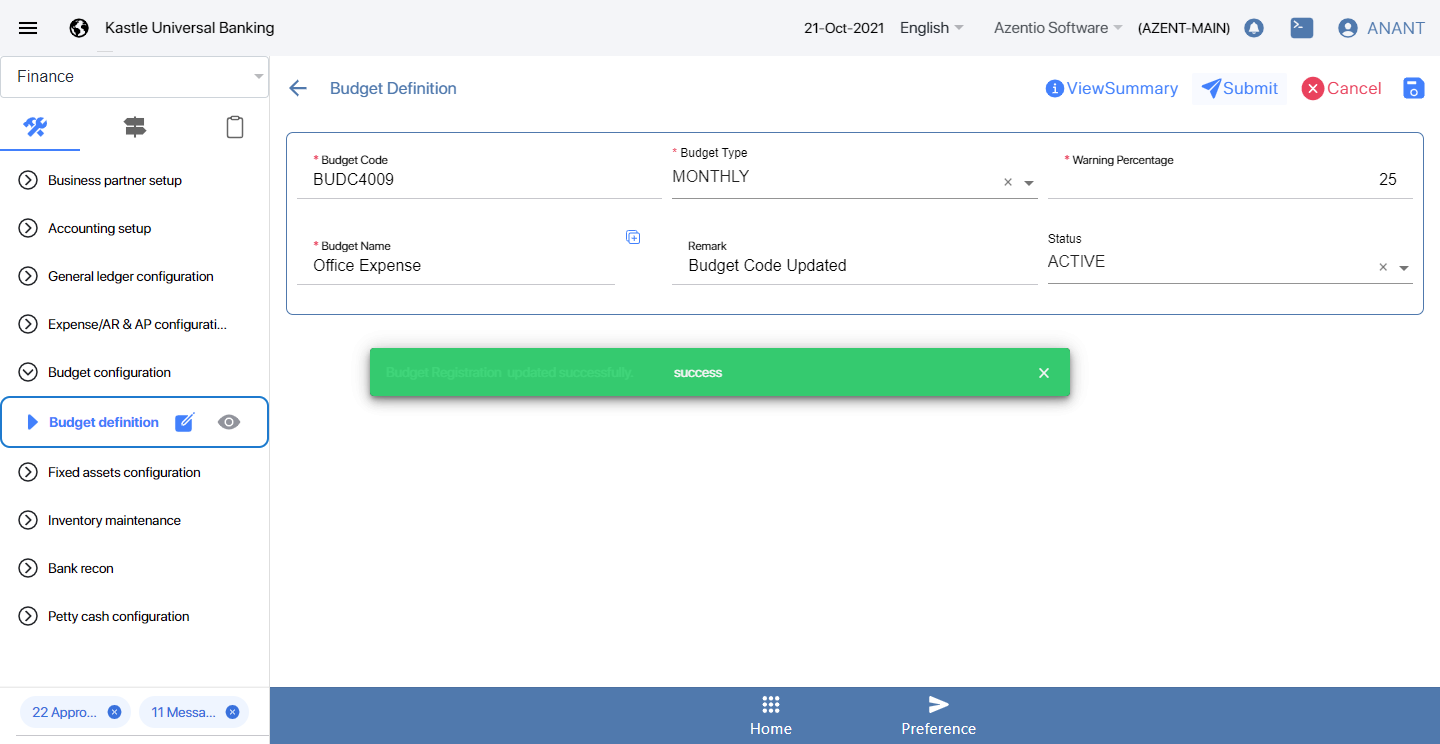 Kastle Universal Banking
21-Oct-2021 English Azentio Software (AZENT-MAIN) ANANT
Finance
Budget Definition
ViewSummary Submit Cancel
Business partner setup
Accounting setup
General ledger configuration
Expense/AR & AP configurati...
Budget configuration
Budget definition
Fixed assets configuration
Inventory maintenance
Bank recon
Petty cash configuration
22 Appro... 11 Messa...
* Budget Code
BUDC4009
* Budget Type
MONTHLY
* Warning Percentage
25
* Budget Name
Office Expense
Remark
Budget Code Updated
Status
ACTIVE
Budget Registration updated successfully. success
Home
Preference